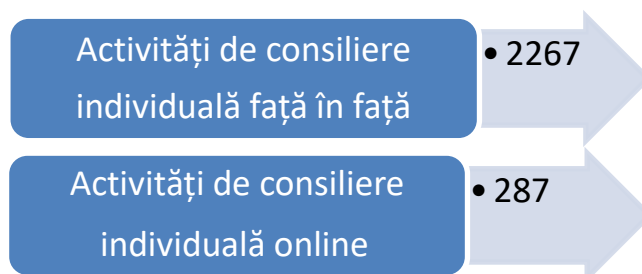 Activități de consiliere
individuală față în față
• 2267
Activități de consiliere
individuală online
• 287